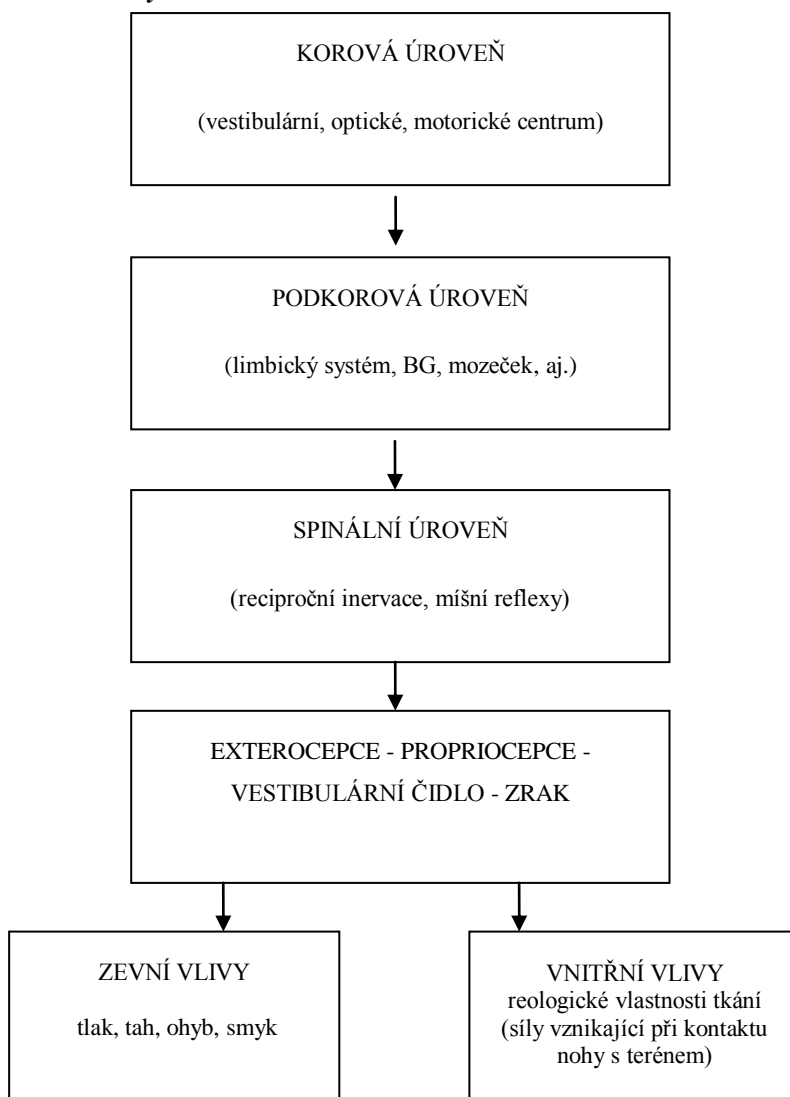 KOROVÁ ÚROVEŇ
(vestibulární, optické, motorické centrum)
PODKOROVÁ ÚROVEŇ
(limbický systém, BG, mozeček, aj.)
SPINÁLNÍ ÚROVEŇ
(reciproční inervace, míšní reflexy)
EXTEROCEPCE - PROPRIOCEPCE -
VESTIBULÁRNÍ ČIDLO - ZRAK
ZEVNÍ VLIVY
tlak, tah, ohyb, smyk
VNITŘNÍ VLIVY
reologické vlastnosti tkání
(síly vznikající při kontaktu
nohy s terénem)